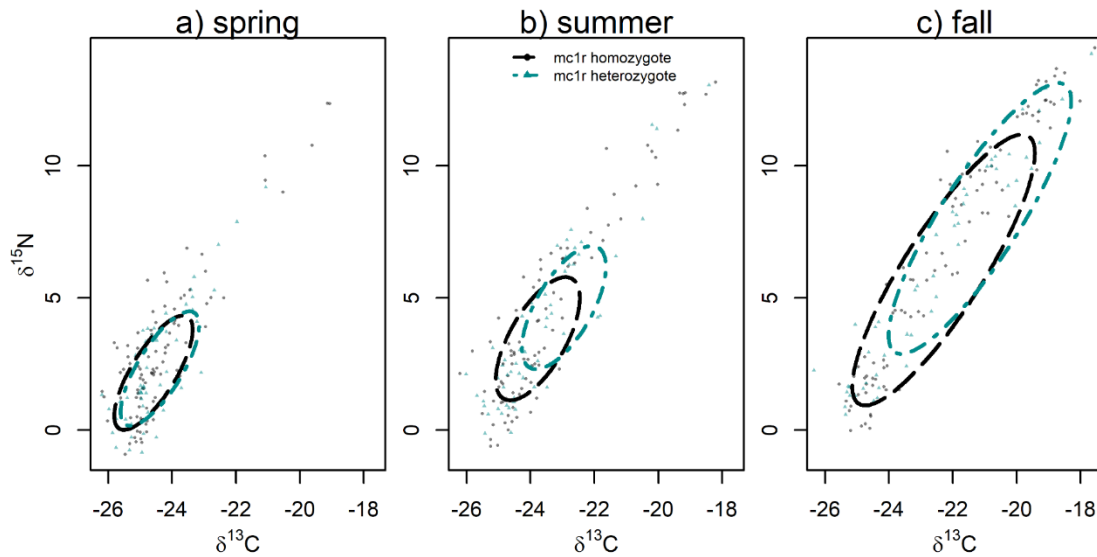 a) spring
b) summer
c) fall
mc1r homozygote
mc1r heterozygote
δ¹⁵N
10
5
0
10
5
0
10
5
0
-26 -24 -22 -20 -18
-26 -24 -22 -20 -18
-26 -24 -22 -20 -18
δ¹³C
δ¹³C
δ¹³C